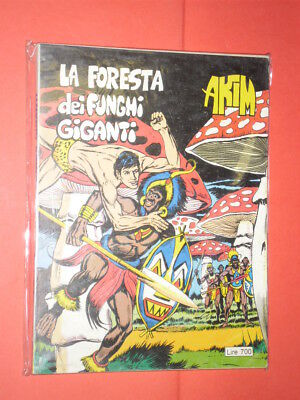 LA FORESTA
dei FUNGHI
GIGANTI
AKIM
Lire 700